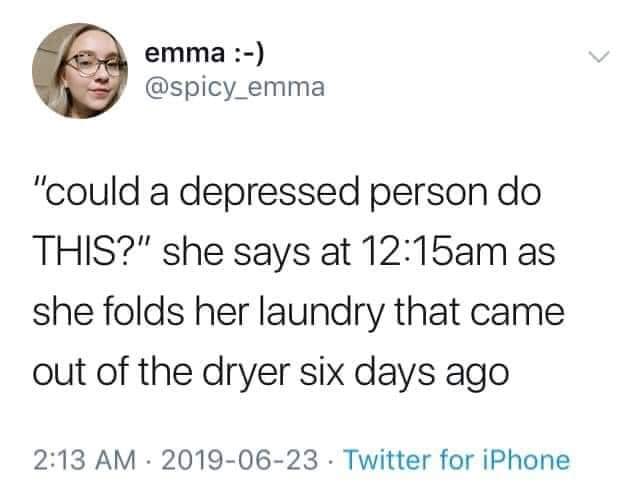 emma :-)
@spicy_emma
"could a depressed person do
THIS?" she says at 12:15am as
she folds her laundry that came
out of the dryer six days ago
2:13 AM · 2019-06-23 · Twitter for iPhone